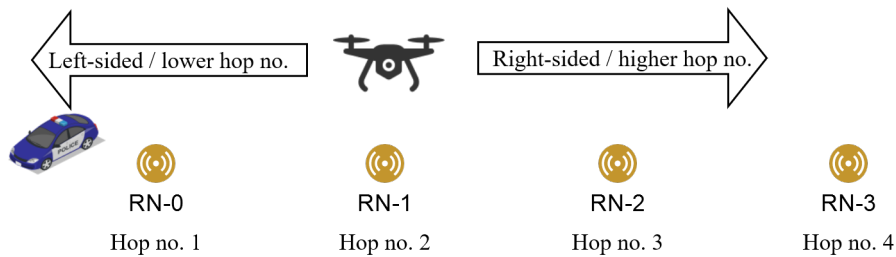 Left-sided / lower hop no.
Right-sided / higher hop no.
POLICE
RN-0
RN-1
RN-2
RN-3
Hop no. 1
Hop no. 2
Hop no. 3
Hop no. 4